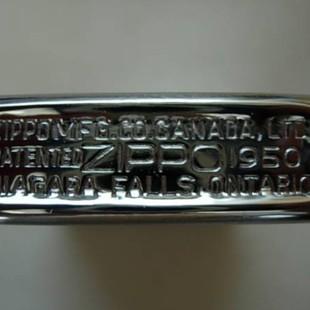 ZIPPO MFG. CO. CANADA, LTD.
PATENTED ZIPPO 1950
NIAGARA FALLS, ONTARIO